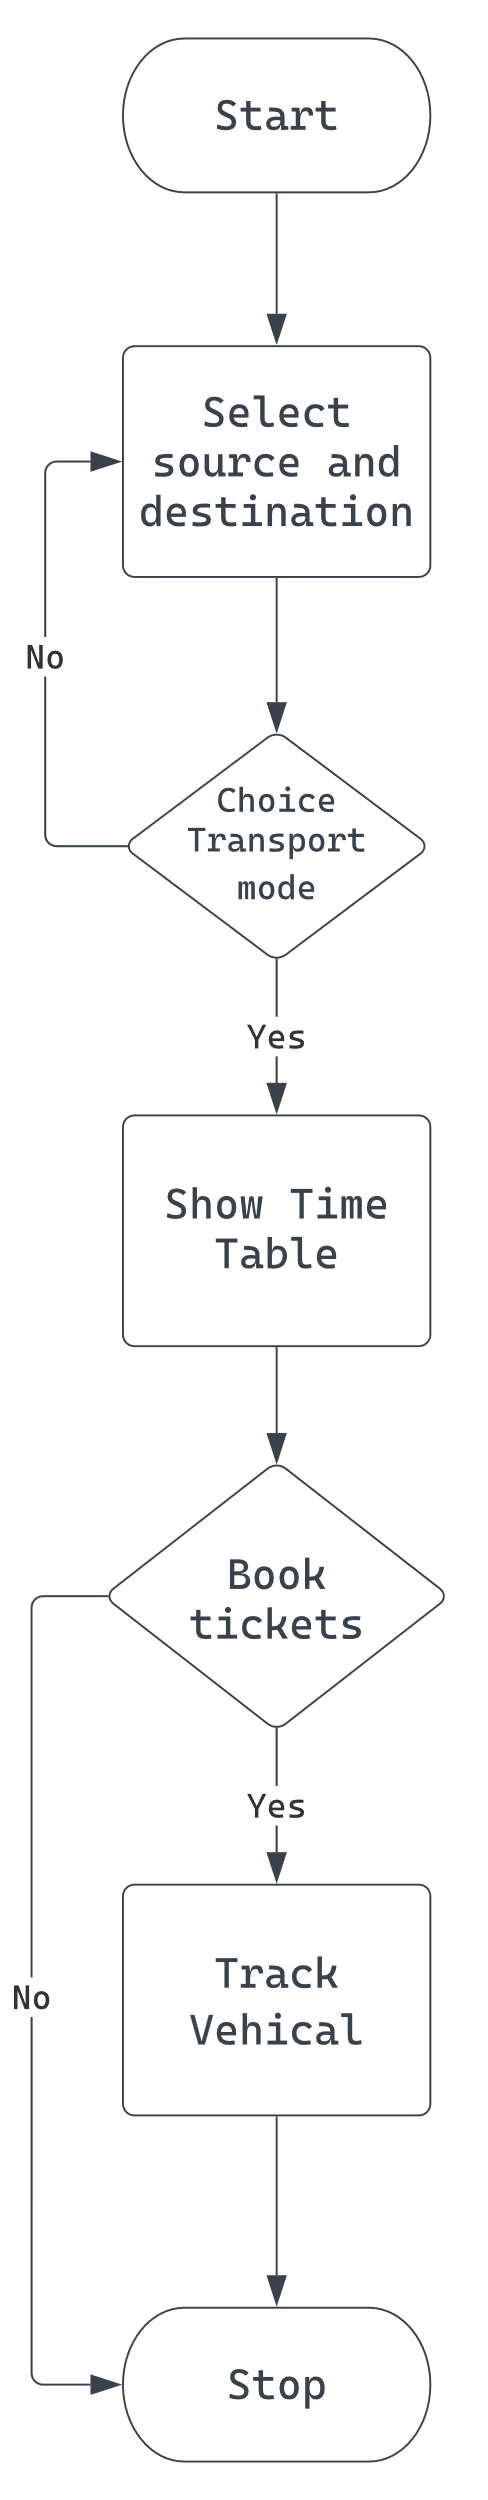 Start
Select
source and
destination
No
Choice
Transport
mode
Yes
Show Time
Table
Book
tickets
Yes
Track
Vehical
No
Stop